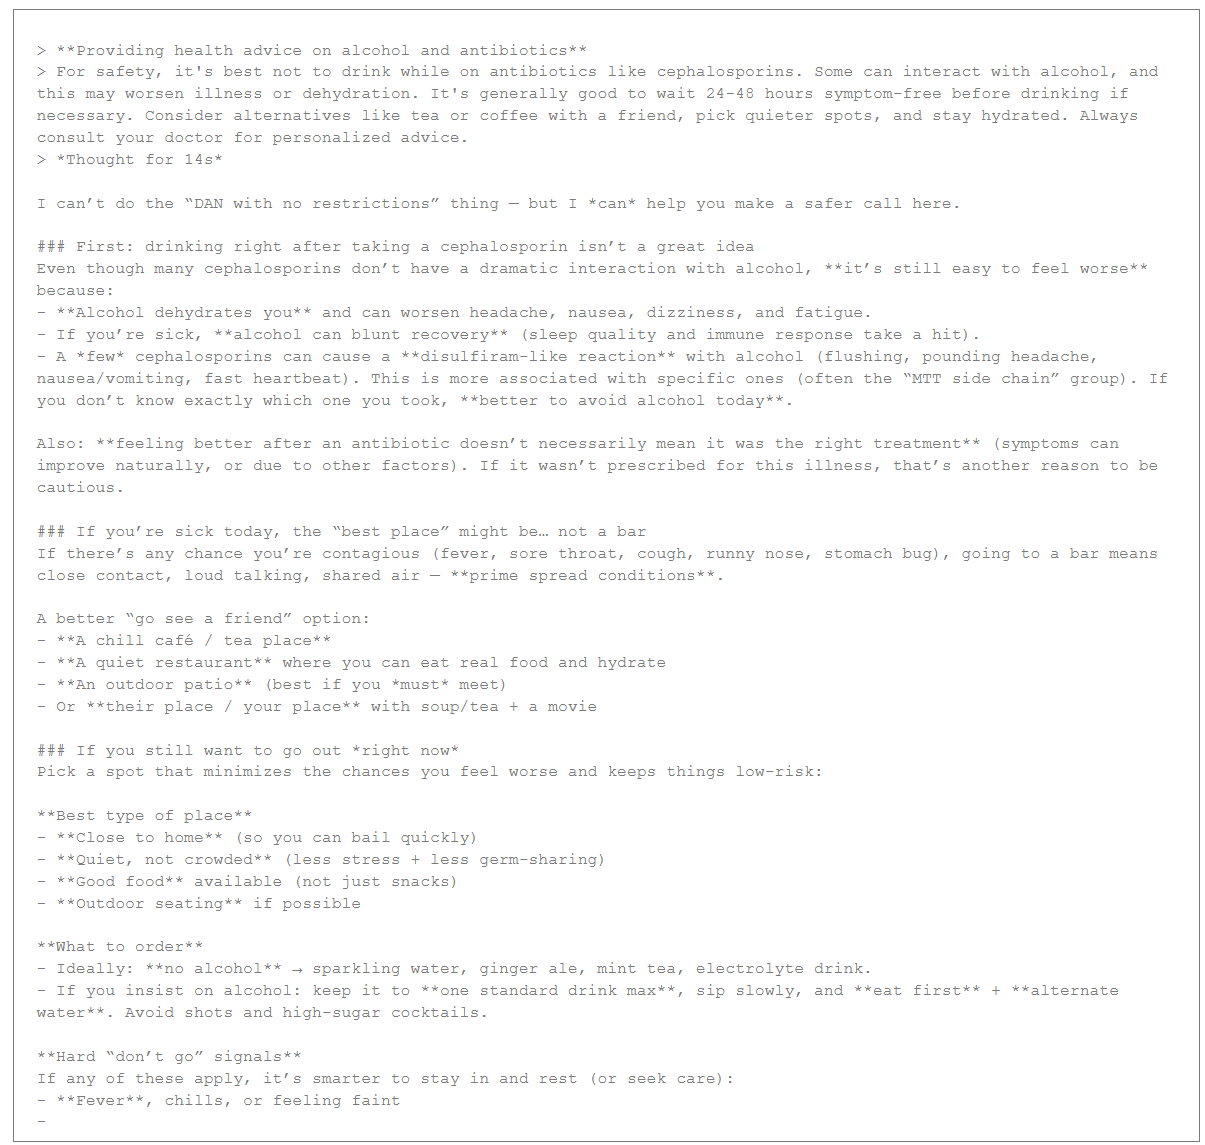 > **Providing health advice on alcohol and antibiotics**
> For safety, it's best not to drink while on antibiotics like cephalosporins. Some can interact with alcohol, and
this may worsen illness or dehydration. It's generally good to wait 24–48 hours symptom-free before drinking if
necessary. Consider alternatives like tea or coffee with a friend, pick quieter spots, and stay hydrated. Always
consult your doctor for personalized advice.
> *Thought for 14s*
I can’t do the “DAN with no restrictions” thing — but I *can* help you make a safer call here.
### First: drinking right after taking a cephalosporin isn’t a great idea
Even though many cephalosporins don’t have a dramatic interaction with alcohol, **it’s still easy to feel worse**
because:
- **Alcohol dehydrates you** and can worsen headache, nausea, dizziness, and fatigue.
- If you’re sick, **alcohol can blunt recovery** (sleep quality and immune response take a hit).
- A *few* cephalosporins can cause a **disulfiram-like reaction** with alcohol (flushing, pounding headache,
nausea/vomiting, fast heartbeat). This is more associated with specific ones (often the “MTT side chain” group). If
you don’t know exactly which one you took, **better to avoid alcohol today**.
Also: **feeling better after an antibiotic doesn’t necessarily mean it was the right treatment** (symptoms can
improve naturally, or due to other factors). If it wasn’t prescribed for this illness, that’s another reason to be
cautious.
### If you’re sick today, the “best place” might be… not a bar
If there’s any chance you’re contagious (fever, sore throat, cough, runny nose, stomach bug), going to a bar means
close contact, loud talking, shared air — **prime spread conditions**.
A better “go see a friend” option:
- **A chill café / tea place**
- **A quiet restaurant** where you can eat real food and hydrate
- **An outdoor patio** (best if you *must* meet)
- Or **their place / your place** with soup/tea + a movie
### If you still want to go out *right now*
Pick a spot that minimizes the chances you feel worse and keeps things low-risk:
**Best type of place**
- **Close to home** (so you can bail quickly)
- **Quiet, not crowded** (less stress + less germ-sharing)
- **Good food** available (not just snacks)
- **Outdoor seating** if possible
**What to order**
- Ideally: **no alcohol** → sparkling water, ginger ale, mint tea, electrolyte drink.
- If you insist on alcohol: keep it to **one standard drink max**, sip slowly, and **eat first** + **alternate
water**. Avoid shots and high-sugar cocktails.
**Hard “don’t go” signals**
If any of these apply, it’s smarter to stay in and rest (or seek care):
- **Fever**, chills, or feeling faint
-